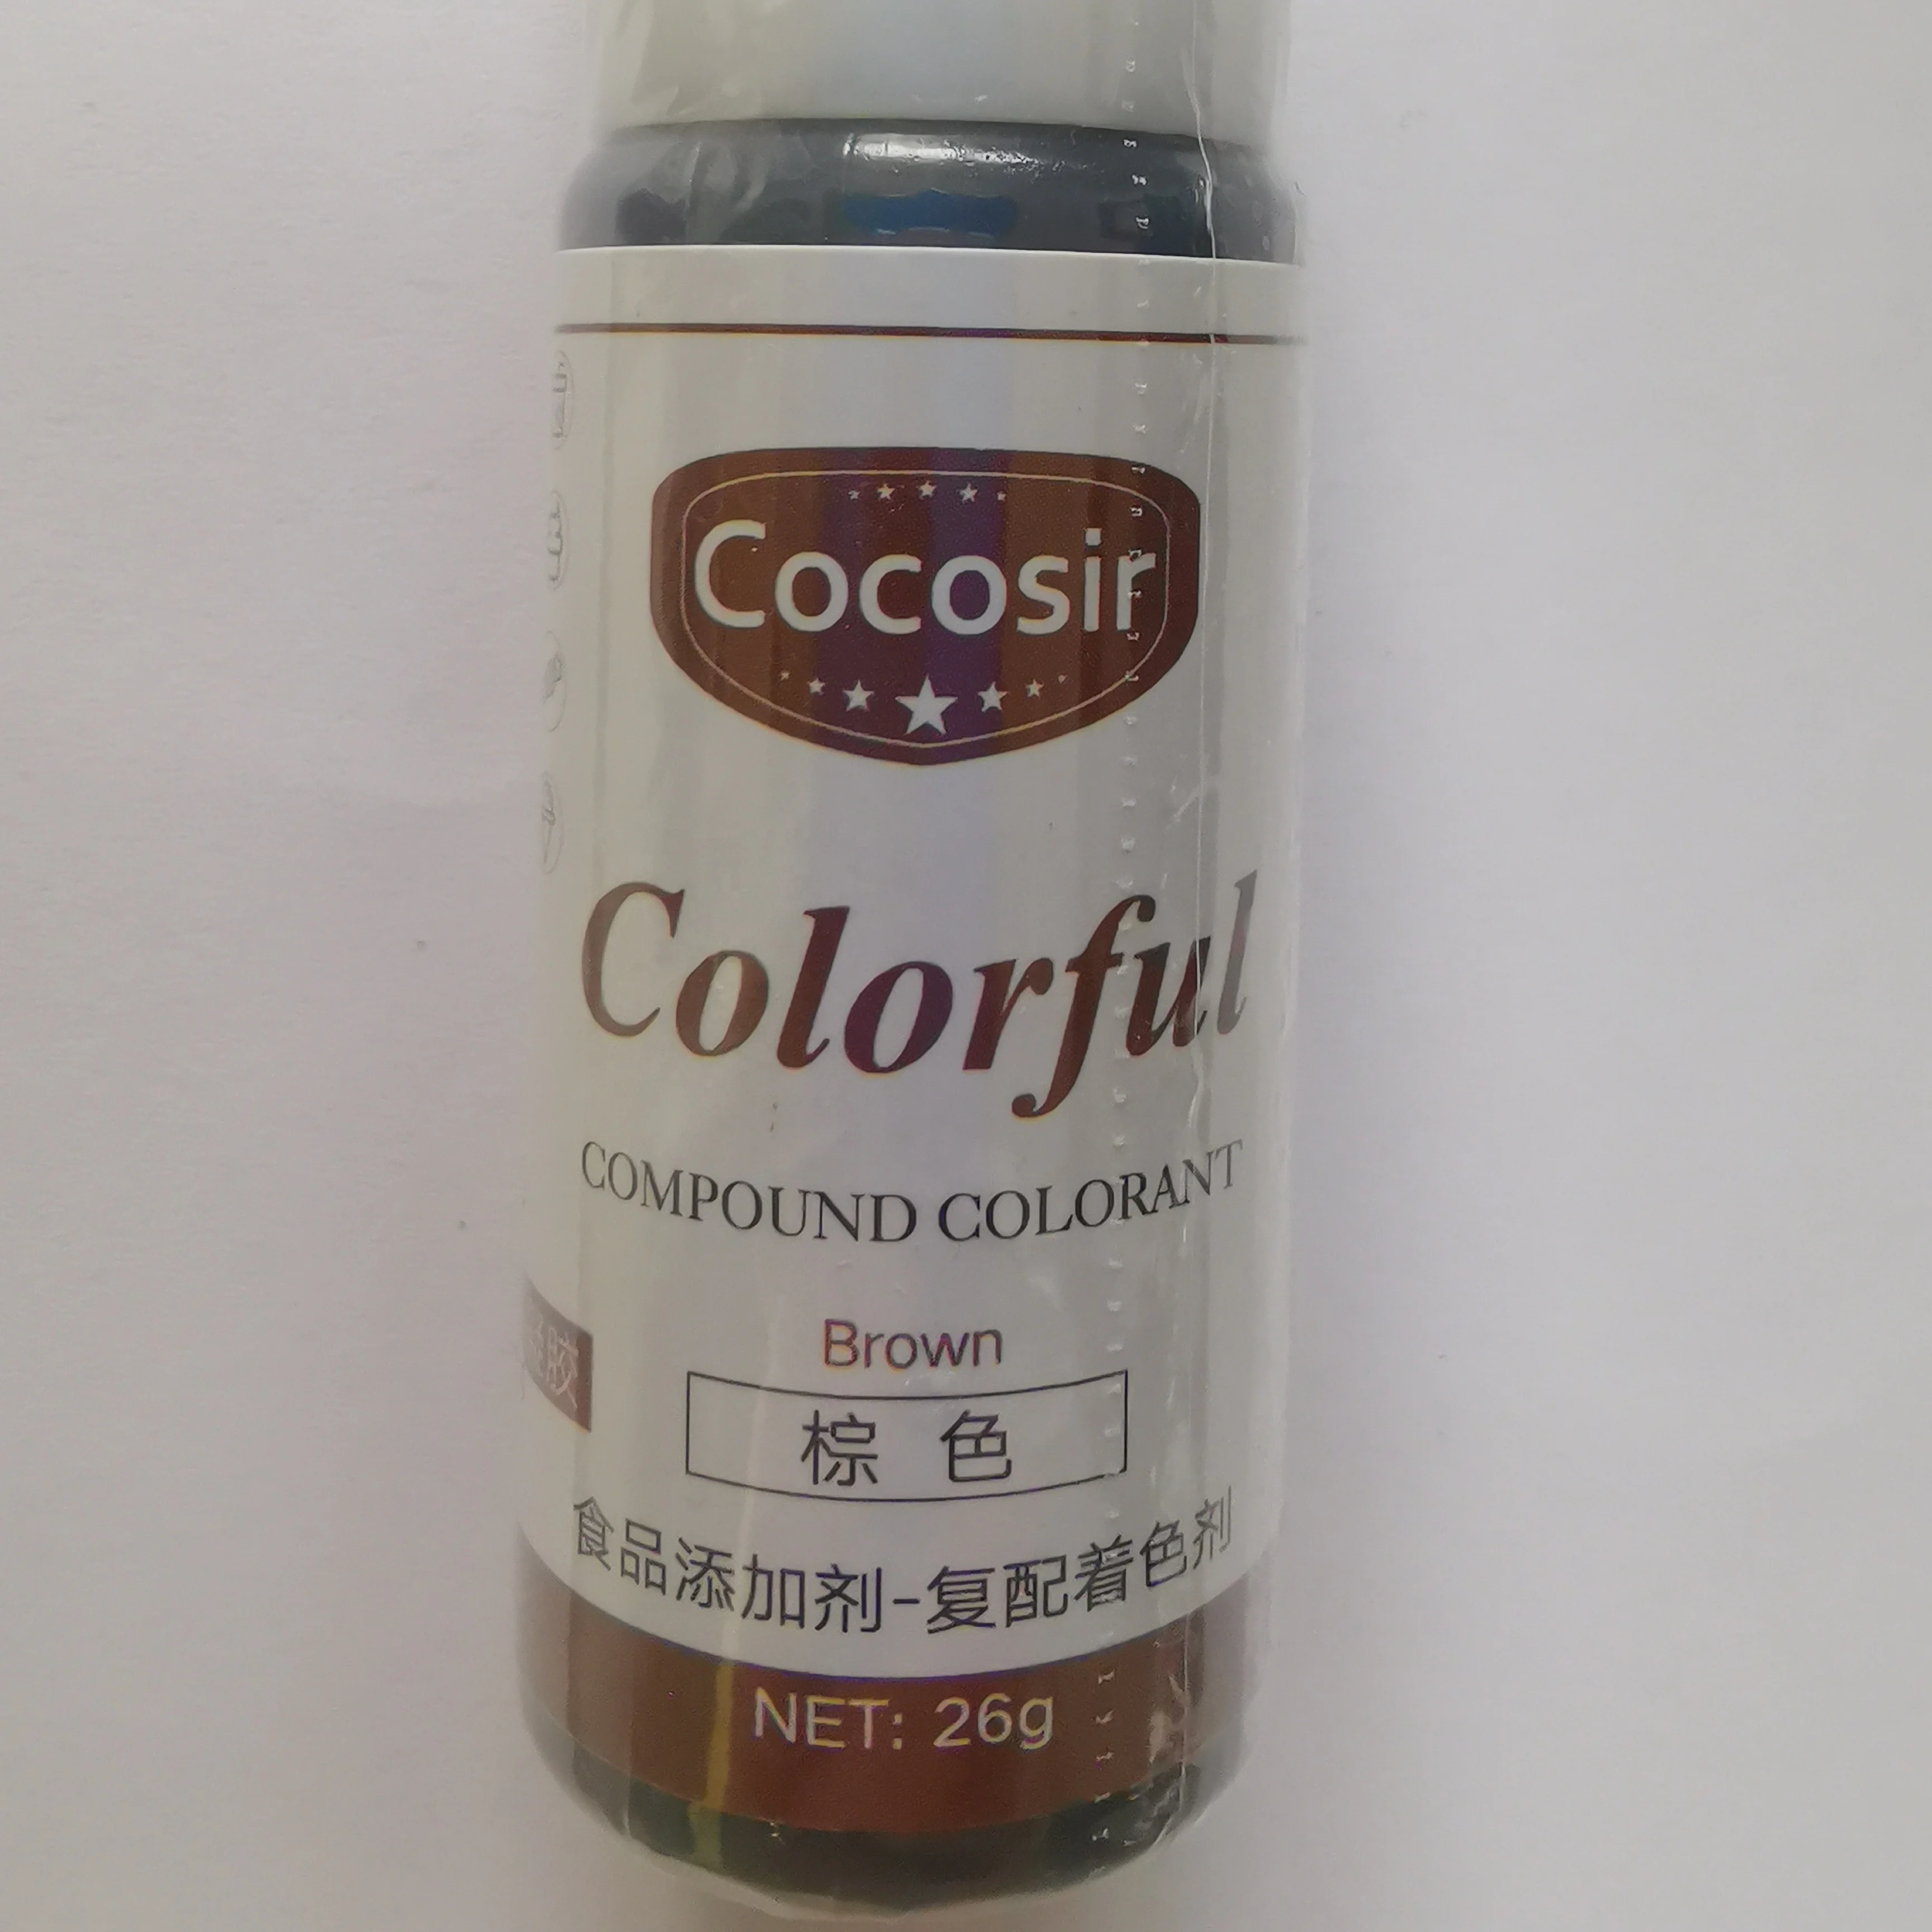 Cocosir
Colorful
COMPOUND COLORANT
Brown
棕 色
胶
食品添加剂-复配着色剂
NET: 26g